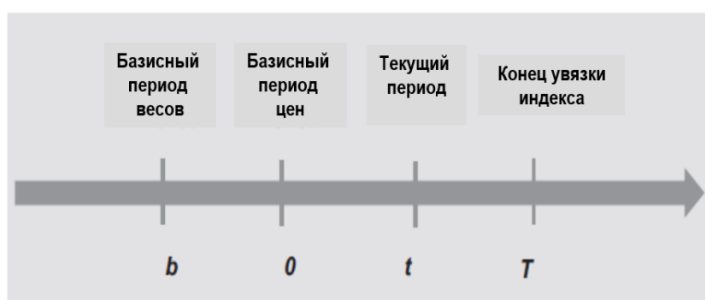 Базисный
период
весов
Базисный
период
цен
Текущий
период
Конец увязки
индекса
b 0 t T